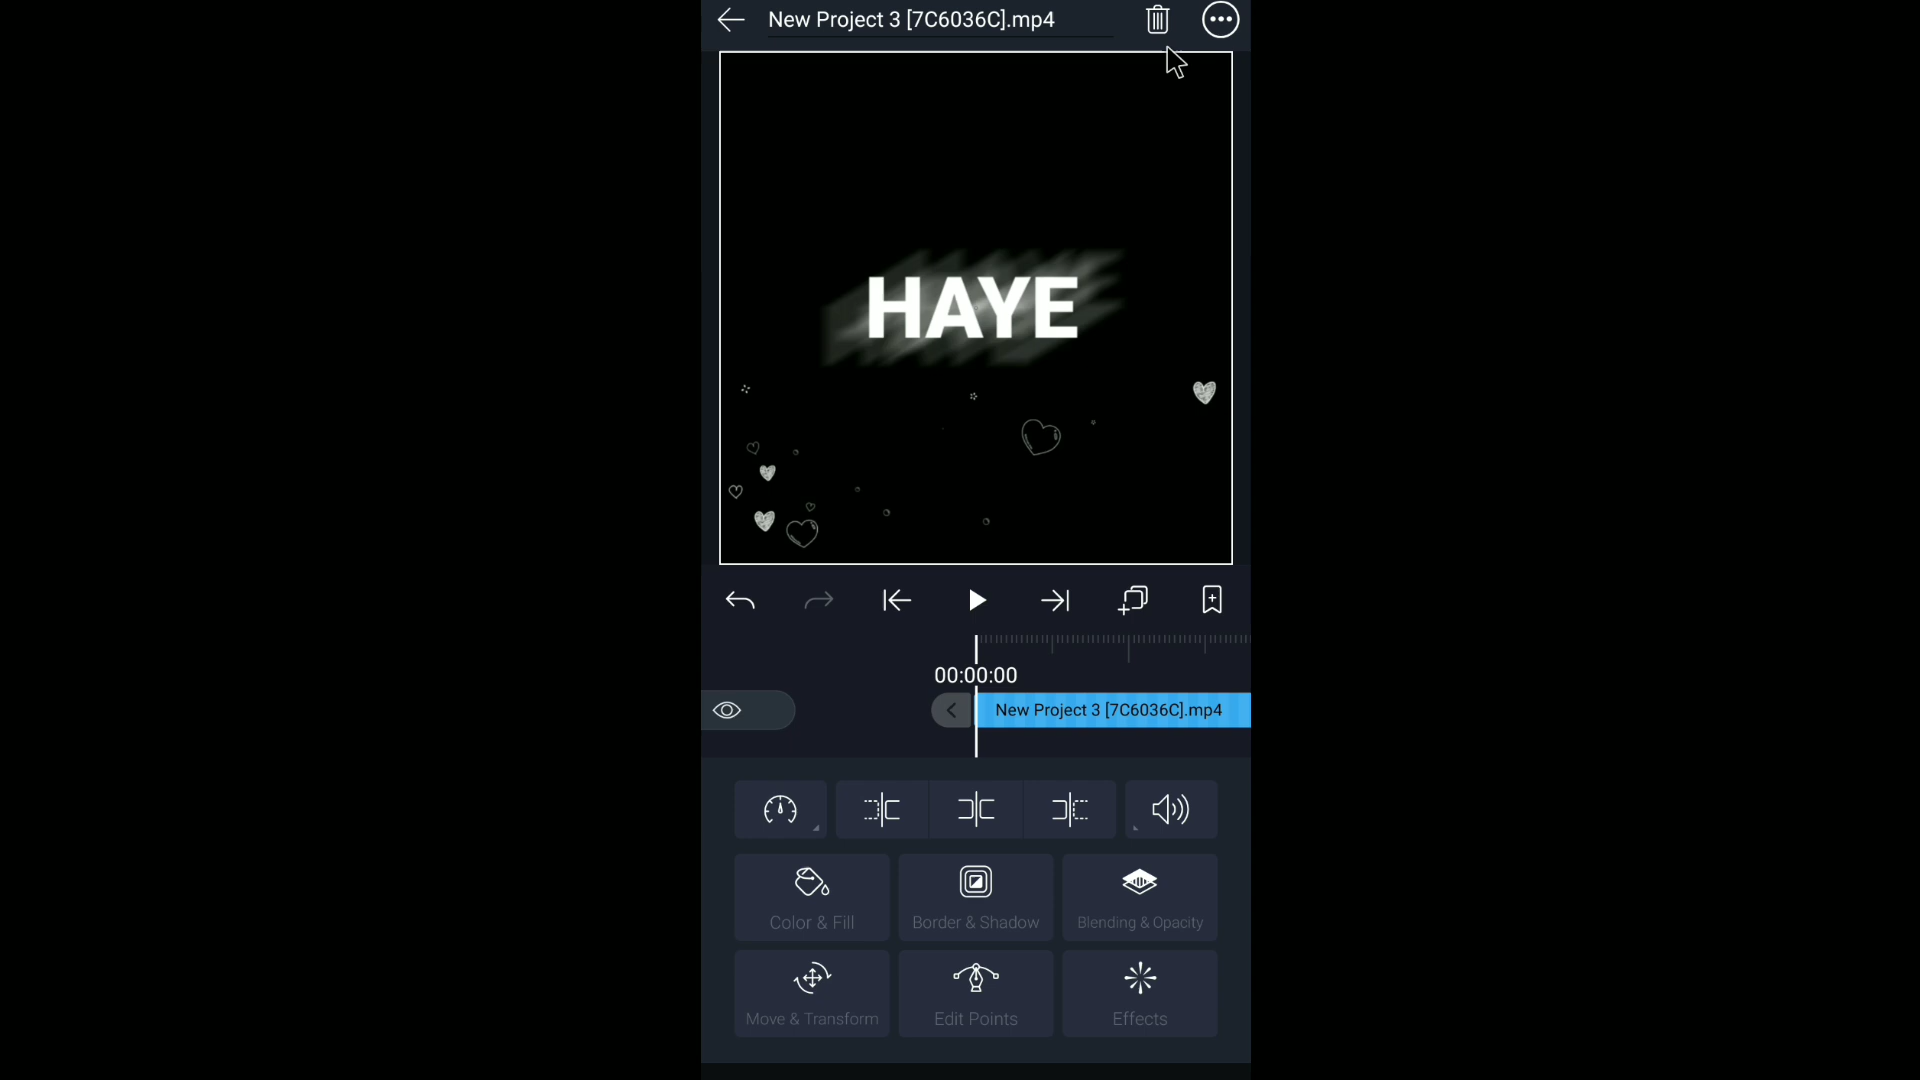 New Project 3 [7C6036C].mp4
HAYE
00:00:00
New Project 3 [7C6036C].mp4
Color & Fill
Border & Shadow
Blending & Opacity
Move & Transform
Edit Points
Effects